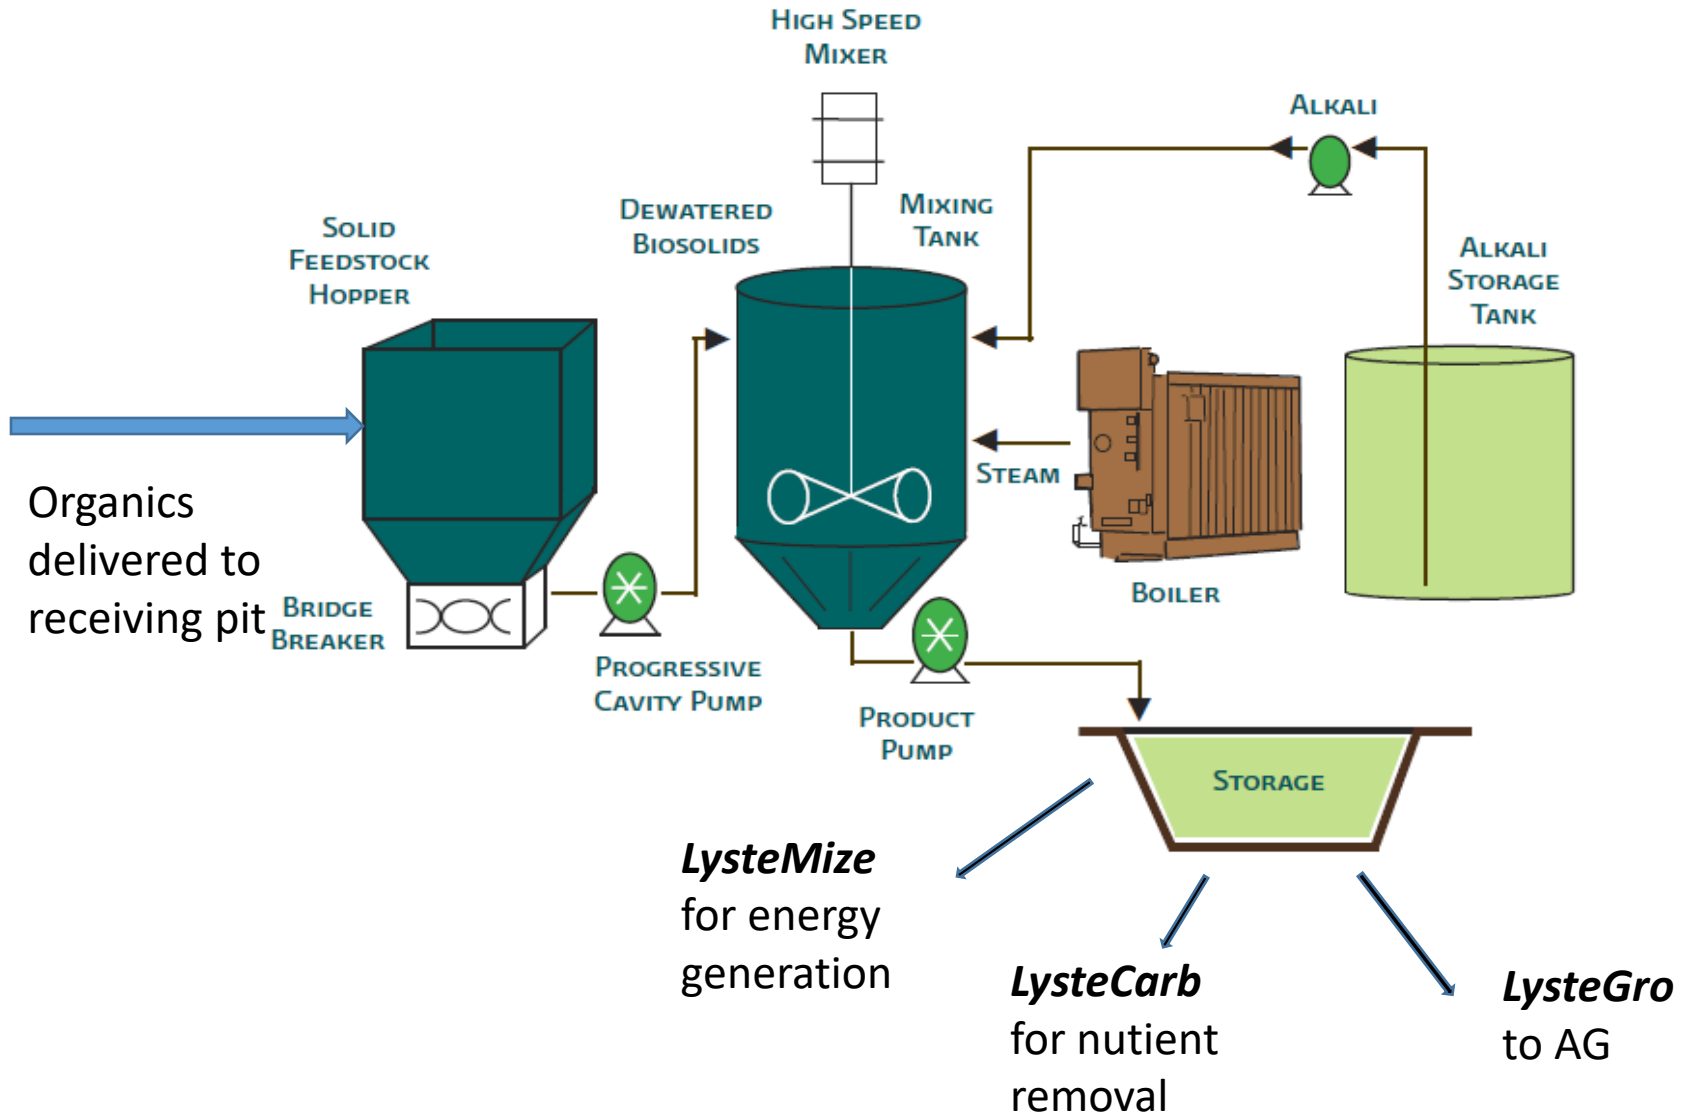 HIGH SPEED
MIXER
ALKALI
DEWATERED
BIOSOLIDS
MIXING
TANK
SOLID
FEEDSTOCK
HOPPER
ALKALI
STORAGE
TANK
STEAM
Organics
delivered to
receiving pit
BRIDGE
BREAKER
BOILER
PROGRESSIVE
CAVITY PUMP
PRODUCT
PUMP
STORAGE
LysteMize
for energy
generation
LysteCarb
for nutient
removal
LysteGro
to AG